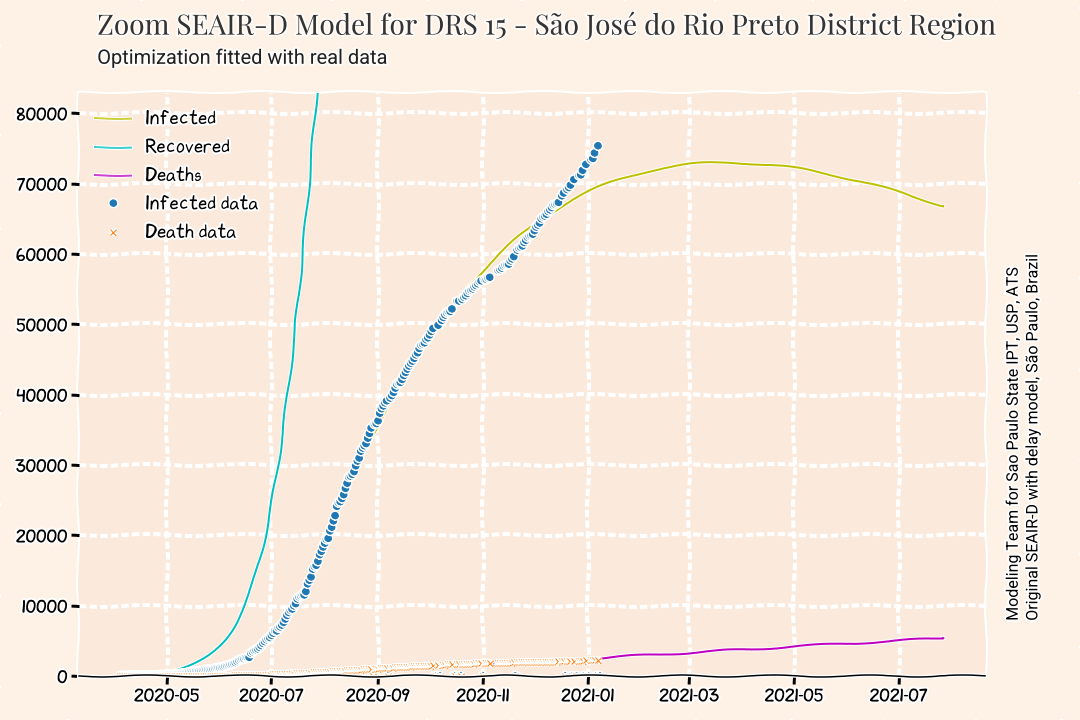 Zoom SEAIR-D Model for DRS 15 - São José do Rio Preto District Region
Optimization fitted with real data
80000
70000
60000
50000
40000
30000
20000
10000
0
Infected
Recovered
Deaths
Infected data
Death data
2020-05
2020-07
2020-09
2020-11
2021-01
2021-03
2021-05
2021-07
Modeling Team for Sao Paulo State IPT, USP, ATS
Original SEAIR-D with delay model, São Paulo, Brazil